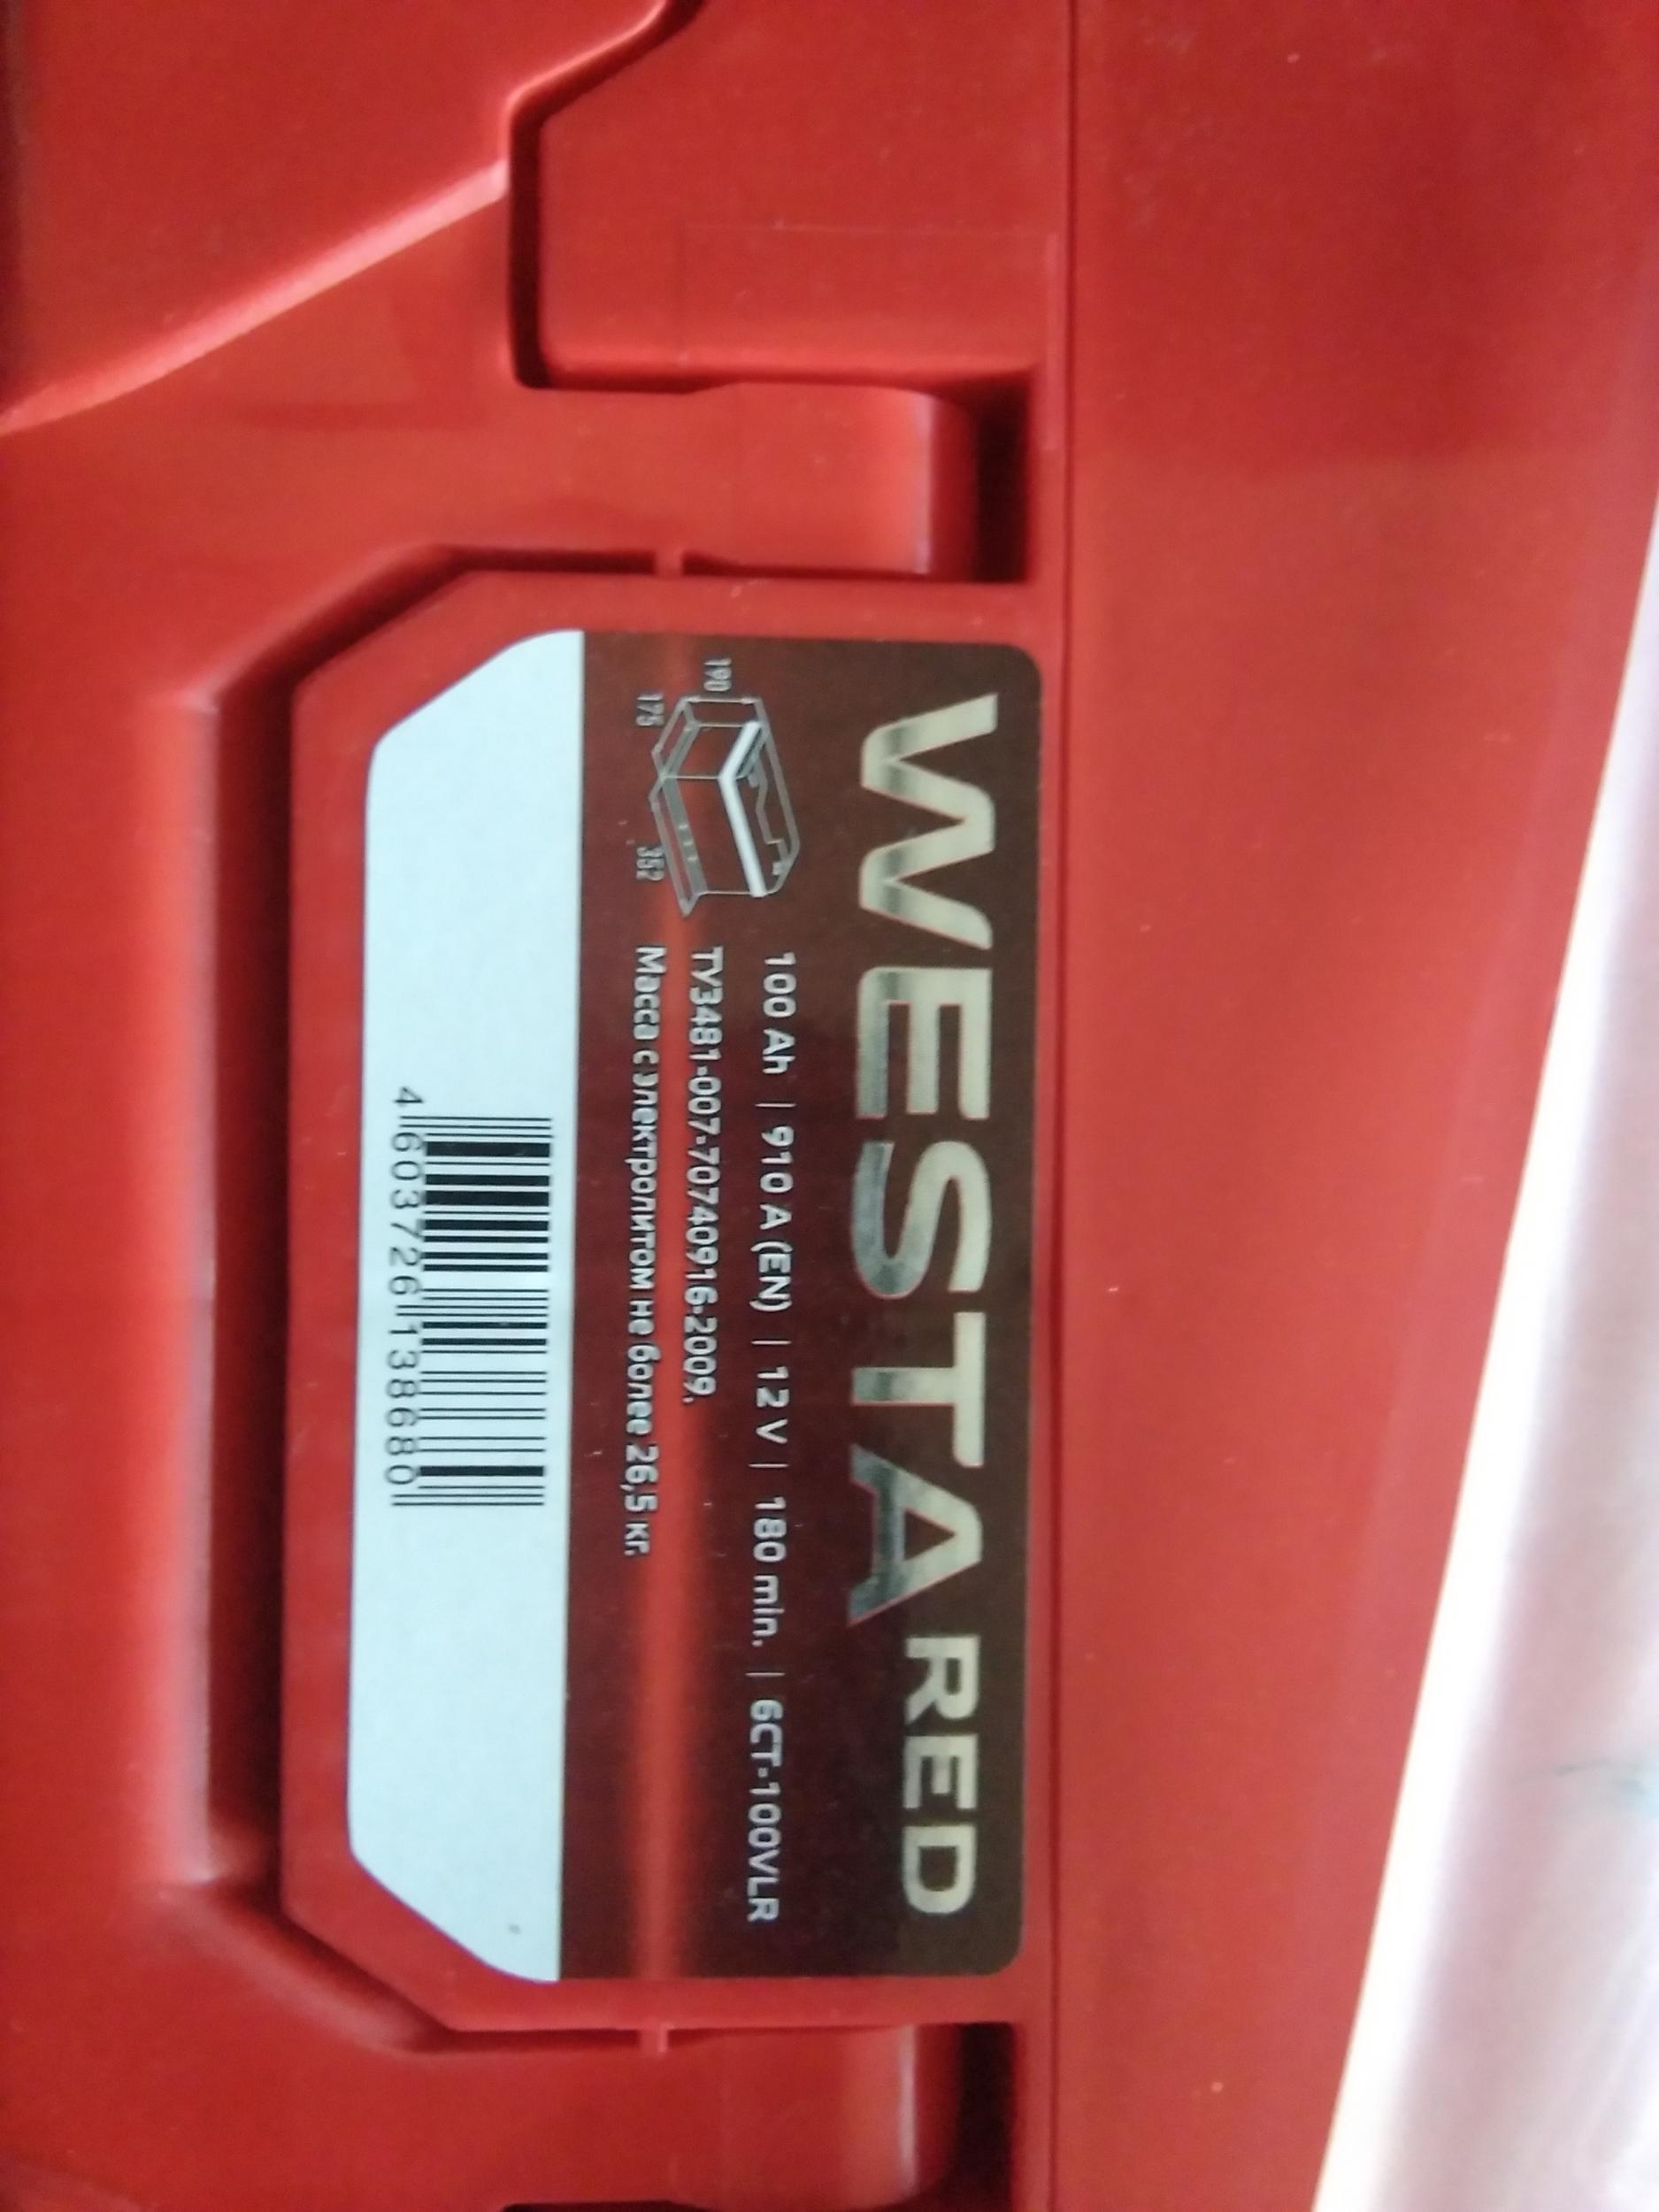 WESTA RED
190
175
352
100 Ah | 910 A (EN) | 12 V | 180 min. | 6СТ-100VLR
ТУ3481-007-70740916-2009.
Масса с электролитом не более 26,5 кг.
4 603726 138680